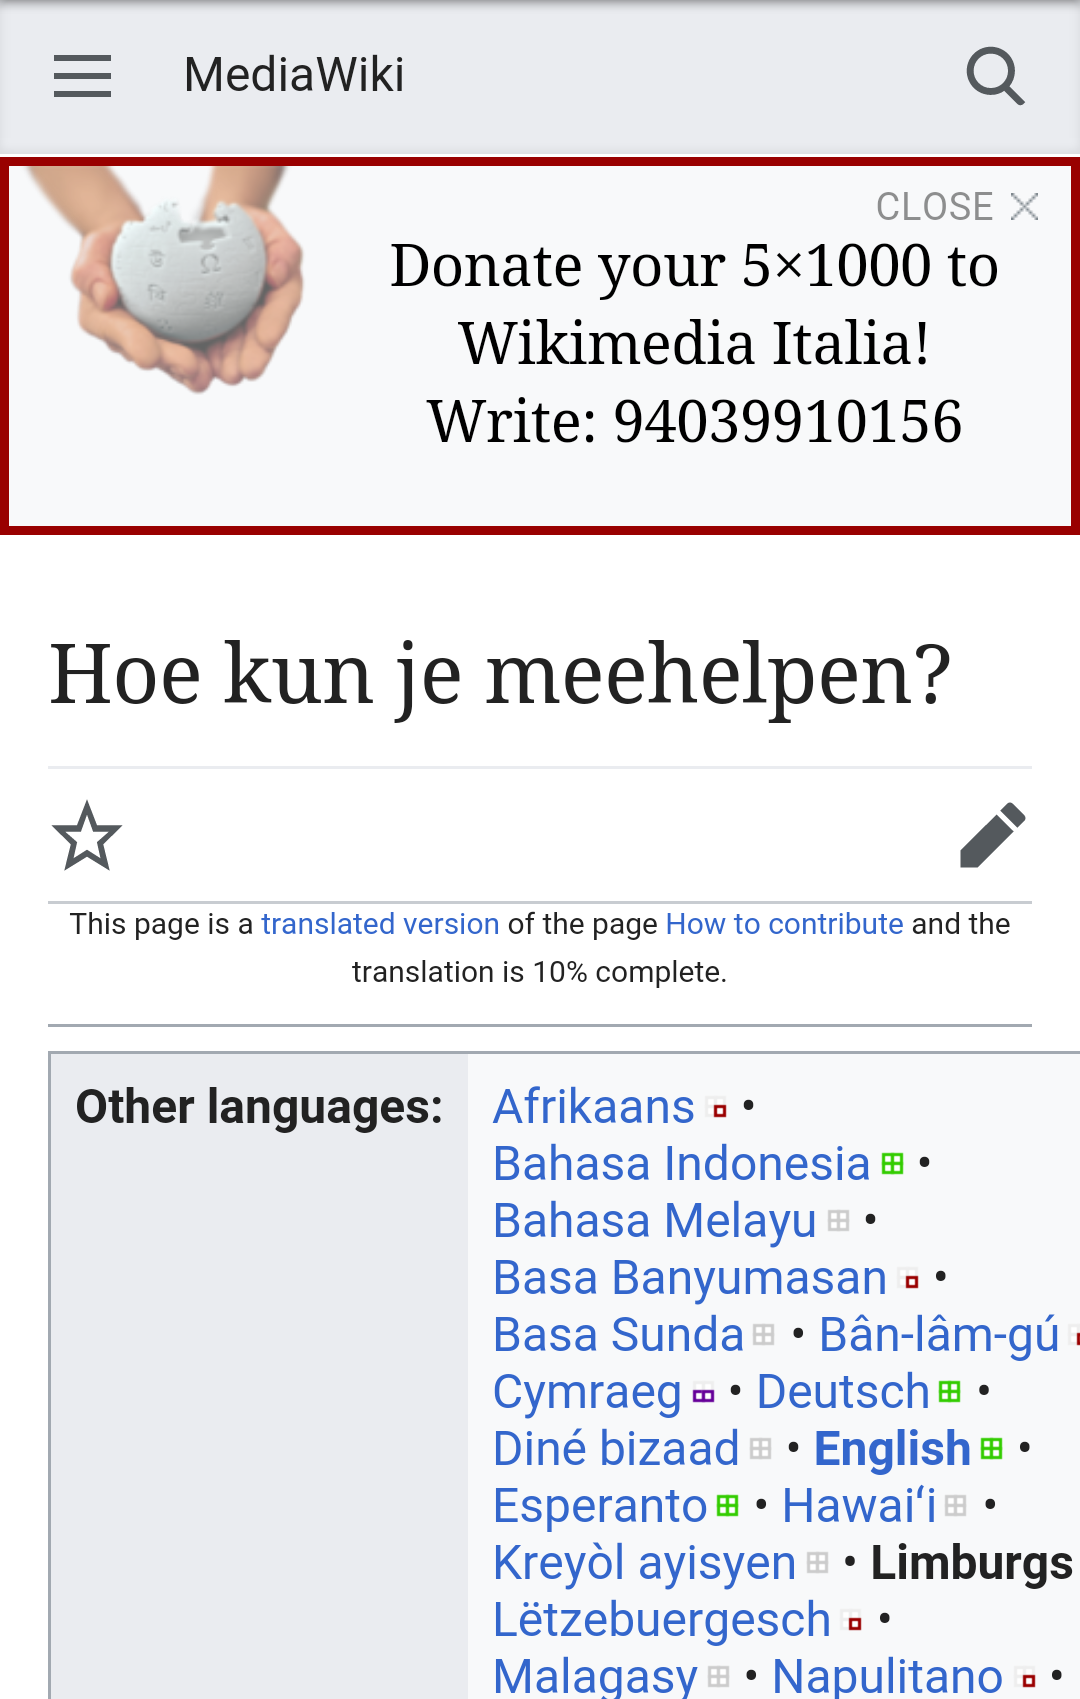 MediaWiki
CLOSE
Donate your 5×1000 to
Wikimedia Italia!
Write: 94039910156
Hoe kun je meehelpen?
This page is a translated version of the page How to contribute and the
translation is 10% complete.
Other languages:
Afrikaans •
Bahasa Indonesia •
Bahasa Melayu •
Basa Banyumasan •
Basa Sunda • Bân-lâm-gú
Cymraeg • Deutsch •
Diné bizaad • English •
Esperanto • Hawaiʻi •
Kreyòl ayisyen • Limburgs
Lëtzebuergesch •
Malagasy • Napulitano •